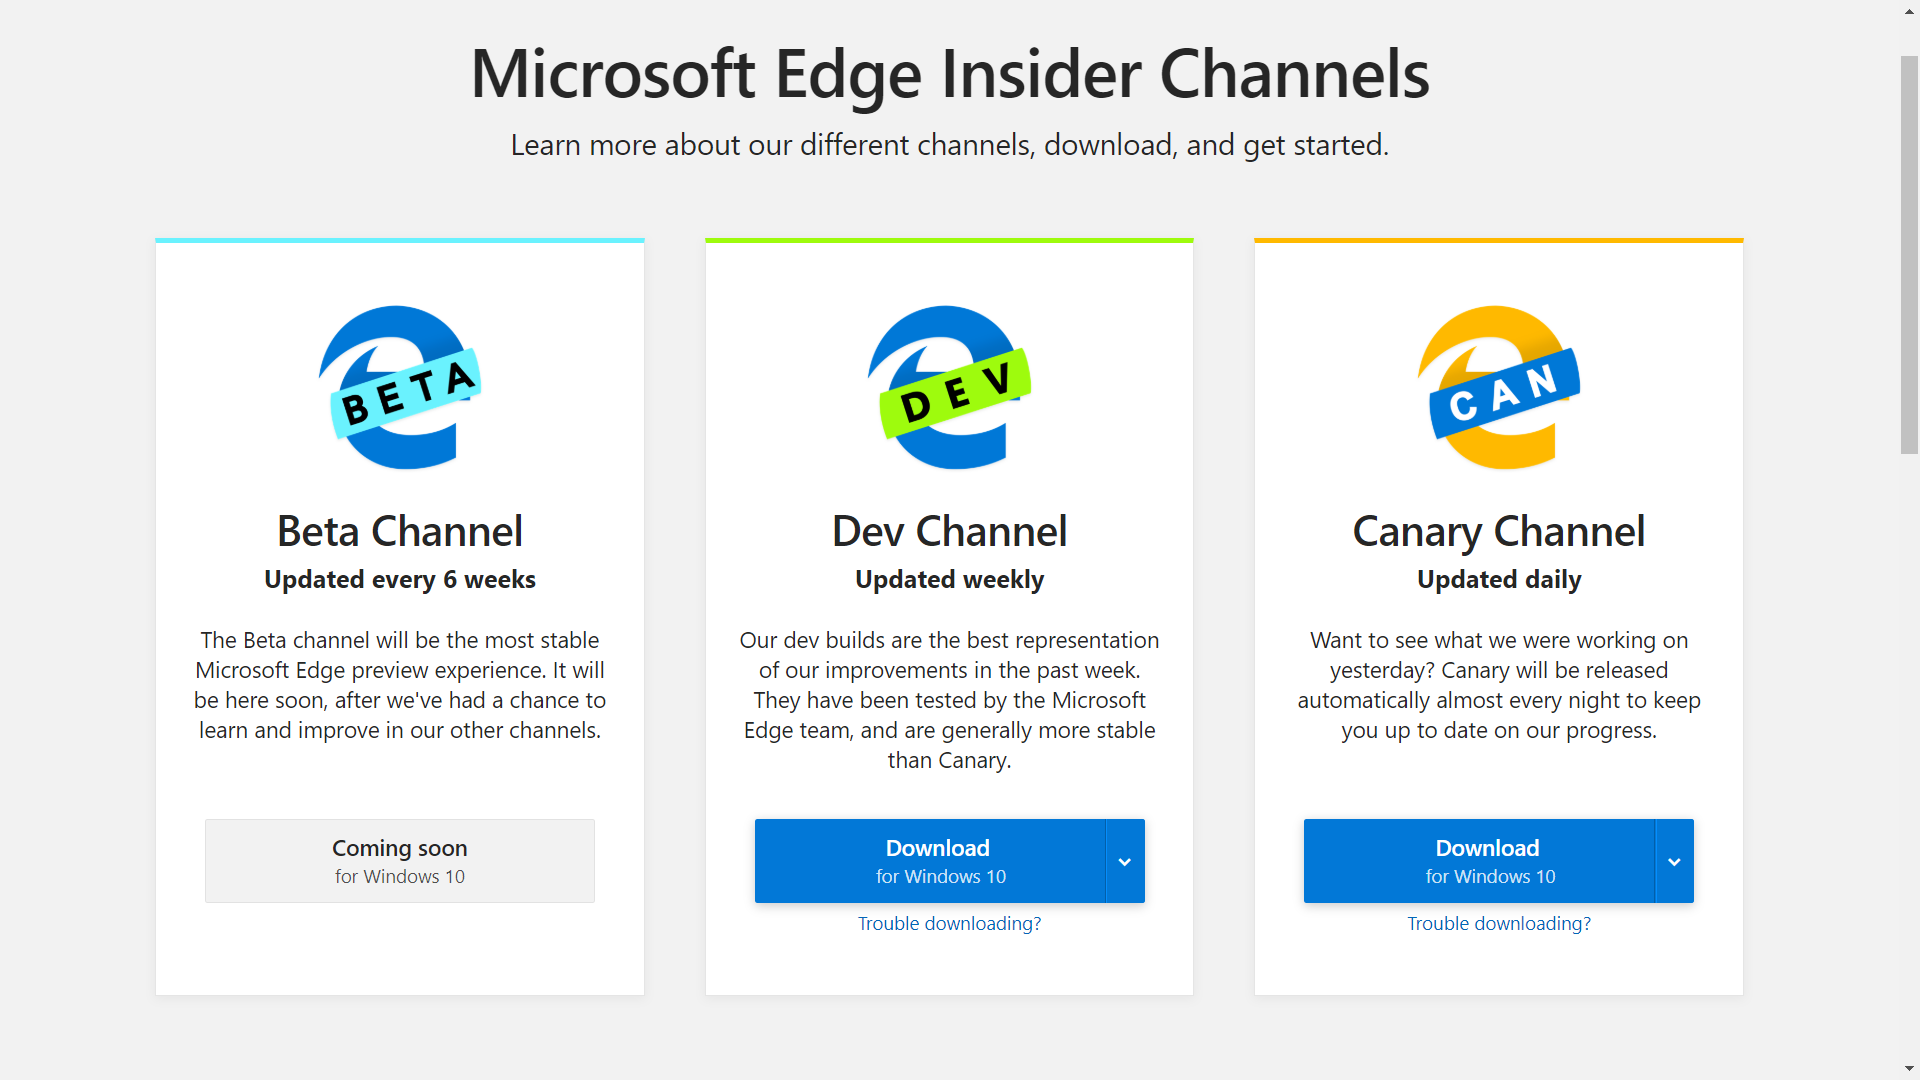 Microsoft Edge Insider Channels
Learn more about our different channels, download, and get started.
BETA
Beta Channel
Updated every 6 weeks
The Beta channel will be the most stable
Microsoft Edge preview experience. It will
be here soon, after we've had a chance to
learn and improve in our other channels.
Coming soon
for Windows 10
DEV
Dev Channel
Updated weekly
Our dev builds are the best representation
of our improvements in the past week.
They have been tested by the Microsoft
Edge team, and are generally more stable
than Canary.
Download
for Windows 10
Trouble downloading?
CAN
Canary Channel
Updated daily
Want to see what we were working on
yesterday? Canary will be released
automatically almost every night to keep
you up to date on our progress.
Download
for Windows 10
Trouble downloading?